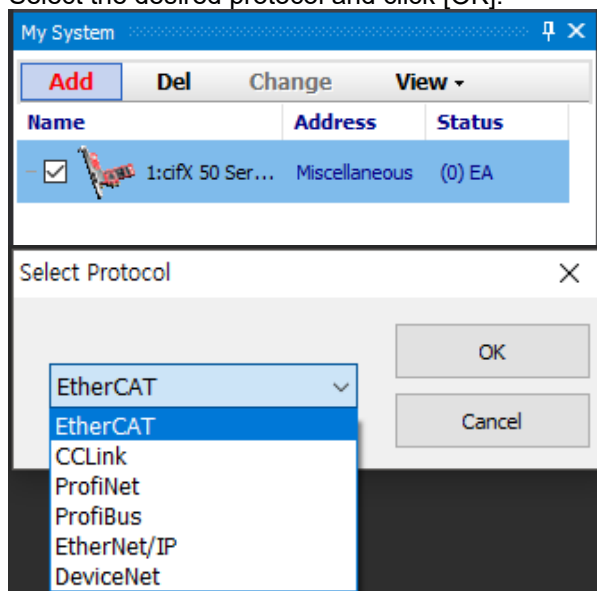 Select the desired protocol and click [OK].
My System
Add Del Change View
Name Address Status
1:cifX 50 Ser... Miscellaneous (0) EA
Select Protocol
OK
EtherCAT
Cancel
EtherCAT
CCLink
ProfiNet
ProfiBus
EtherNet/IP
DeviceNet